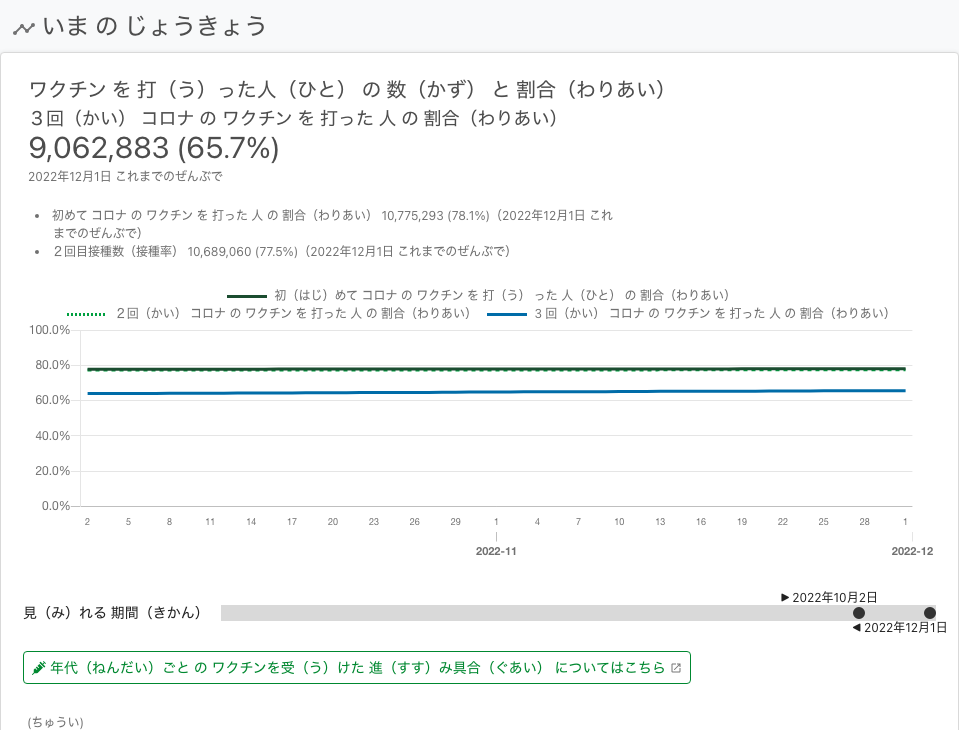 いま の じょうきょう
ワクチン を 打（う）った人（ひと） の 数（かず） と 割合（わりあい）
３回（かい） コロナ の ワクチン を 打った 人 の 割合（わりあい）
9,062,883 (65.7%)
2022年12月1日 これまでのぜんぶで
• 初めて コロナ の ワクチン を 打った 人 の 割合（わりあい） 10,775,293 (78.1%)（2022年12月1日 これ
までのぜんぶで）
• ２回目接種数（接種率） 10,689,060 (77.5%)（2022年12月1日 これまでのぜんぶで）
初（はじ）めて コロナ の ワクチン を 打（う） った 人（ひと） の 割合（わりあい）
２回（かい） コロナ の ワクチン を 打った 人 の 割合（わりあい） ３回（かい） コロナ の ワクチン を 打った 人 の 割合（わりあい）
100.0%
80.0%
60.0%
40.0%
20.0%
0.0%
2 5 8 11 14 17 20 23 26 29 1 4 7 10 13 16 19 22 25 28 1
2022-11 2022-12
▶ 2022年10月2日
見（み）れる 期間（きかん）
◀ 2022年12月1日
年代（ねんだい）ごと の ワクチンを受（う）けた 進（すす）み具合（ぐあい） についてはこちら
(ちゅうい)